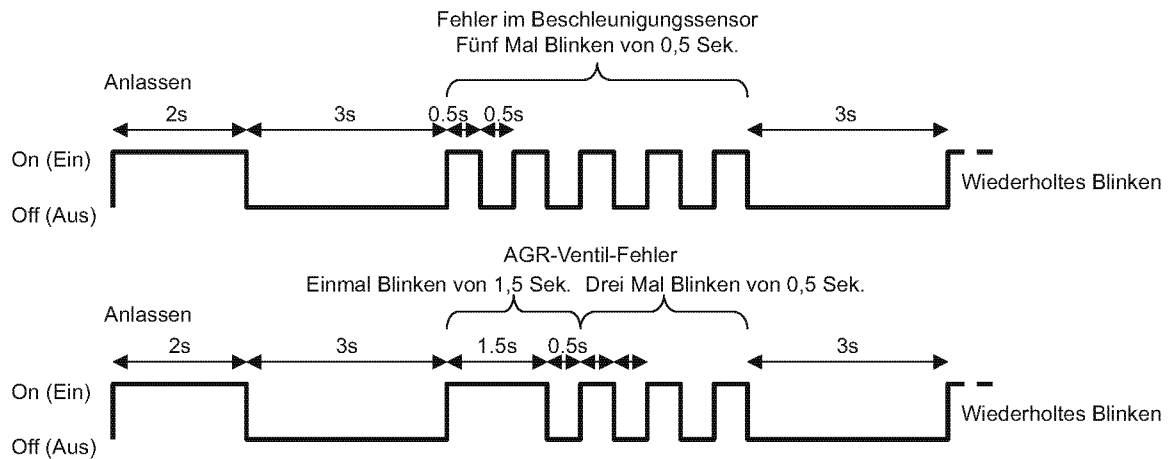 Fehler im Beschleunigungssensor
Fünf Mal Blinken von 0,5 Sek.
Anlassen
2s 3s 0.5s 0.5s 3s
On (Ein)
Wiederholtes Blinken
Off (Aus)
AGR-Ventil-Fehler
Einmal Blinken von 1,5 Sek. Drei Mal Blinken von 0,5 Sek.
Anlassen
2s 3s 1.5s 0.5s 3s
On (Ein)
Wiederholtes Blinken
Off (Aus)